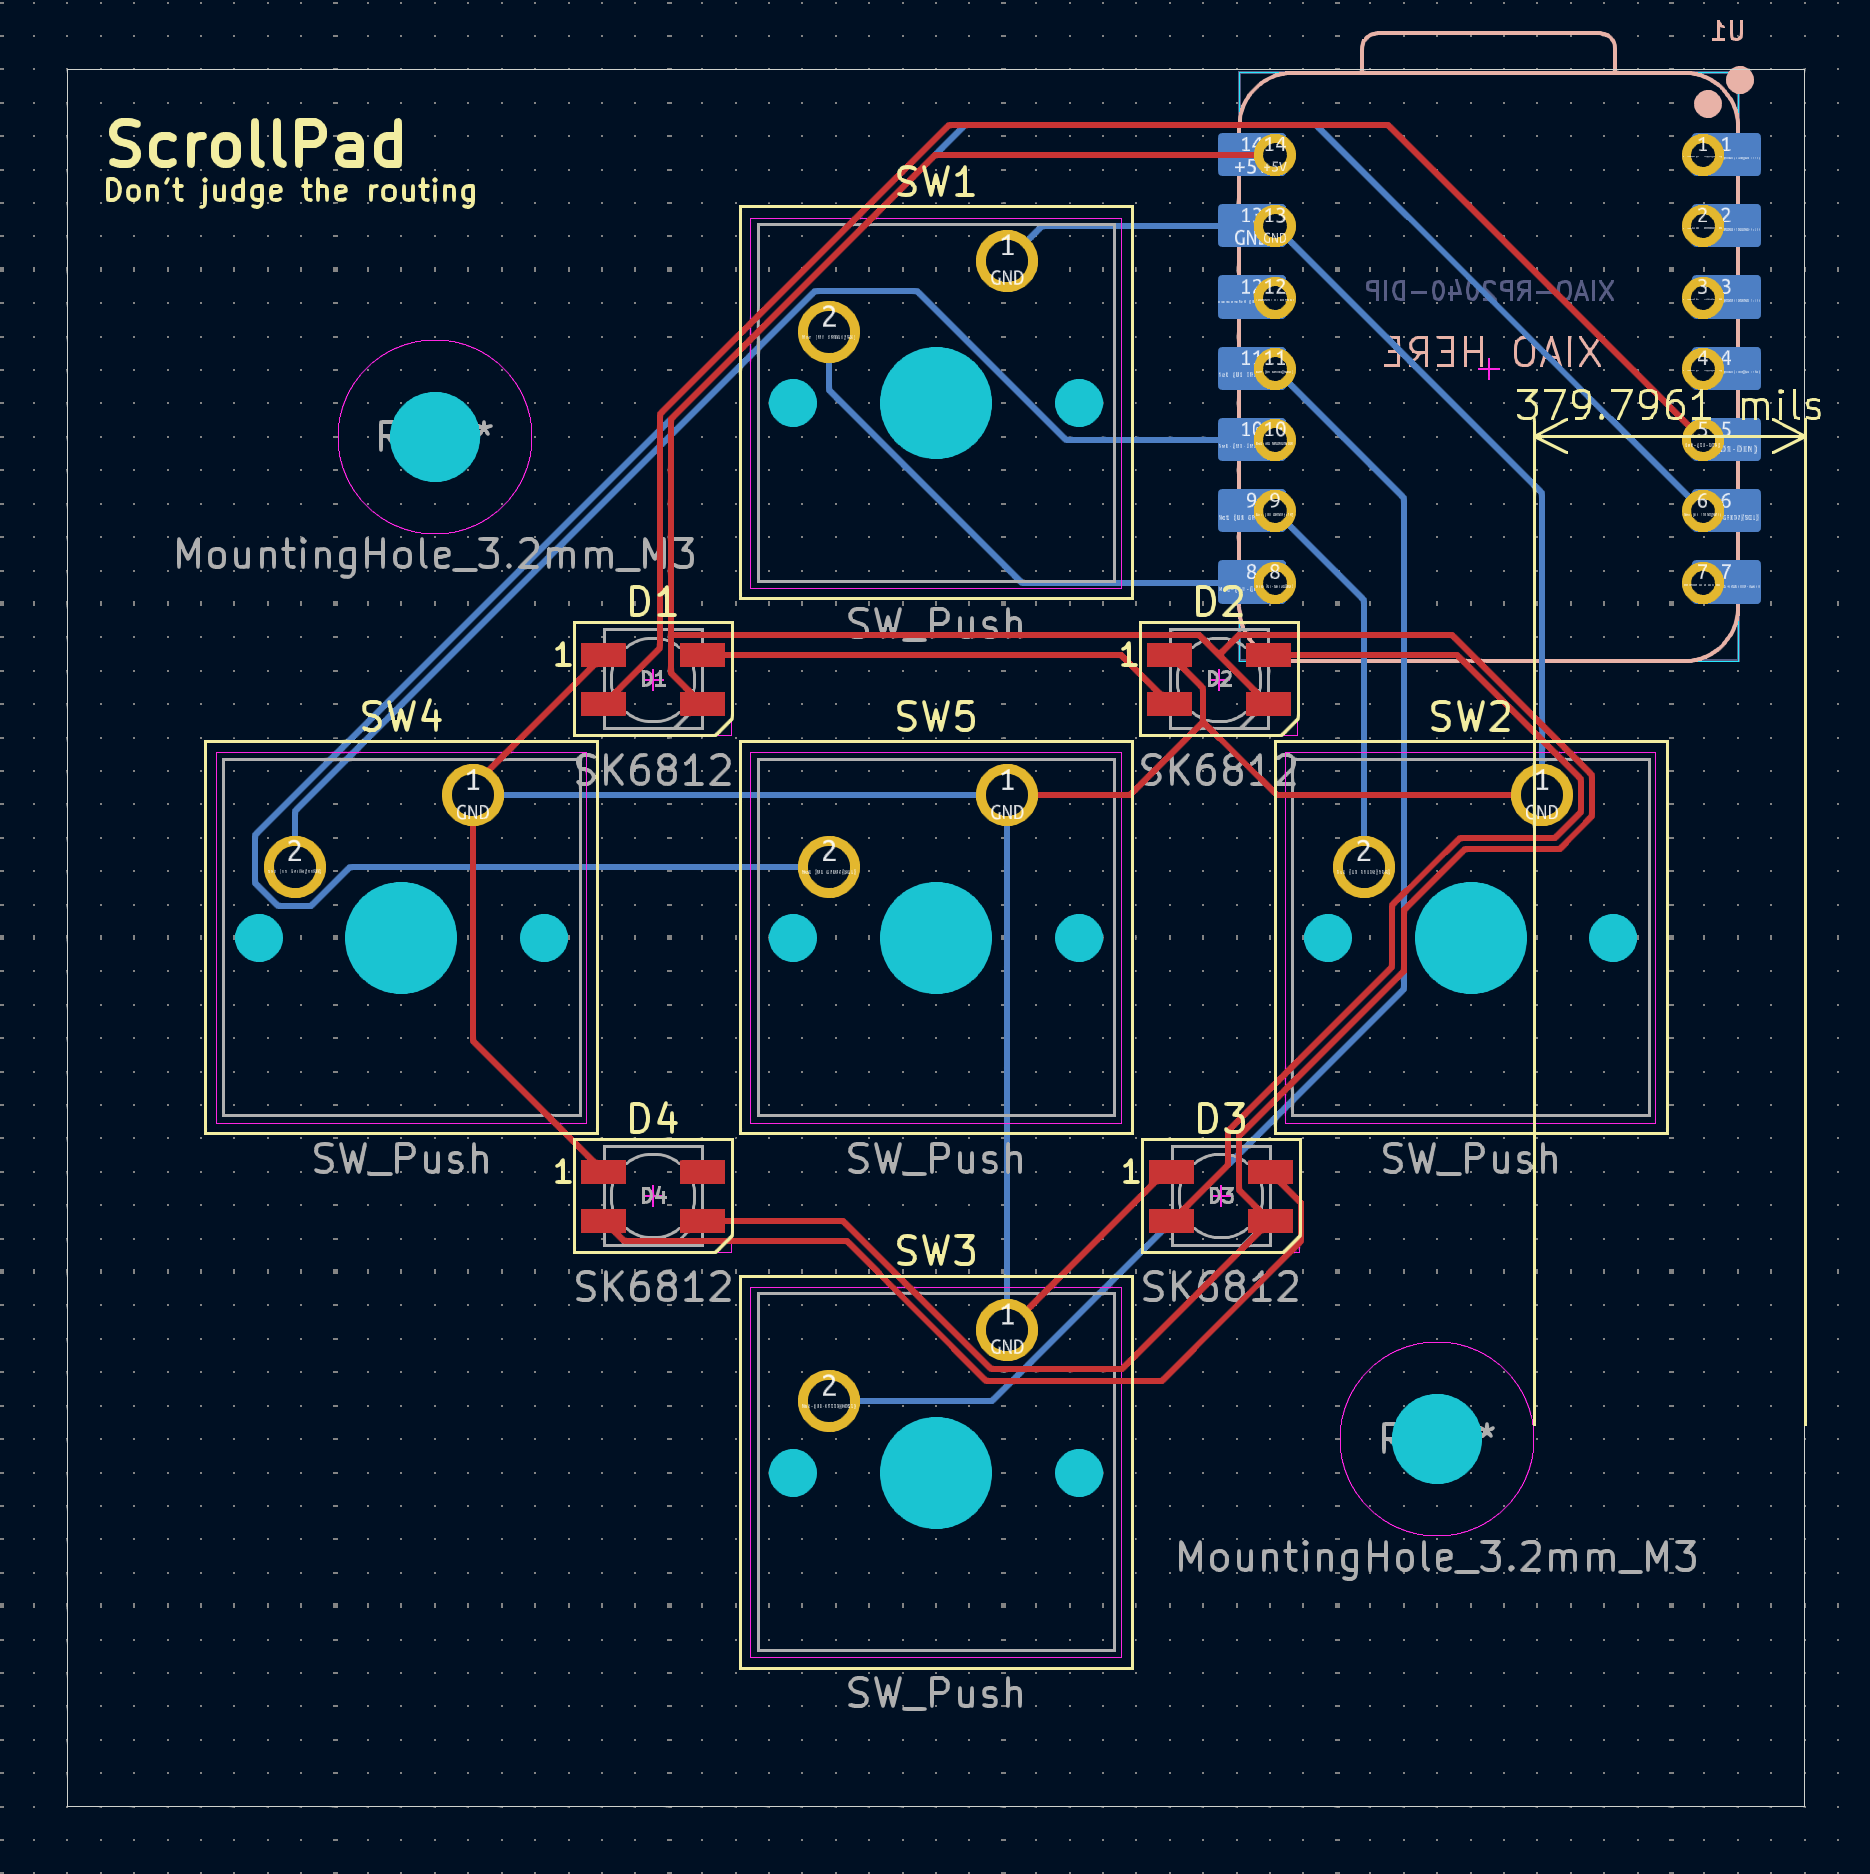 U1
ScrollPad
Don't judge the routing
SW1
14 14
+5V
1 1
13 13
GND
2 2
1
GND
12 12
3 3
XIAO-RP2040-DIP
2
11 11
XIAO HERE
4 4
379.7961 mils
10 10
5 5
9 9
6 6
MountingHole_3.2mm_M3
8 8
7 7
D1
SW_Push
D2
1
D1
1
D2
SW4
SW5
SW2
SK6812
SK6812
1
GND
1
GND
1
GND
2
2
2
D4
D3
SW_Push
SW_Push
SW_Push
1
D4
1
D3
SW3
SK6812
SK6812
1
GND
2
MountingHole_3.2mm_M3
SW_Push